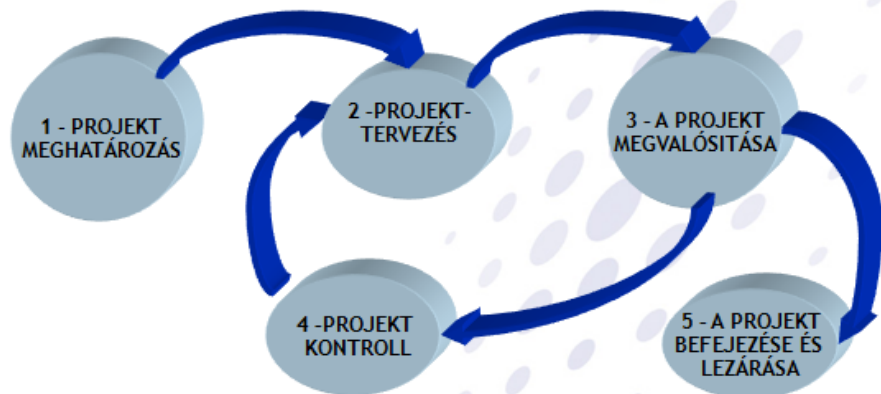 1 - PROJEKT
MEGHATÁROZÁS
2 -PROJEKT-
TERVEZÉS
3 - A PROJEKT
MEGVALÓSITÁSA
4 -PROJEKT
KONTROLL
5 - A PROJEKT
BEFEJEZÉSE ÉS
LEZÁRÁSA